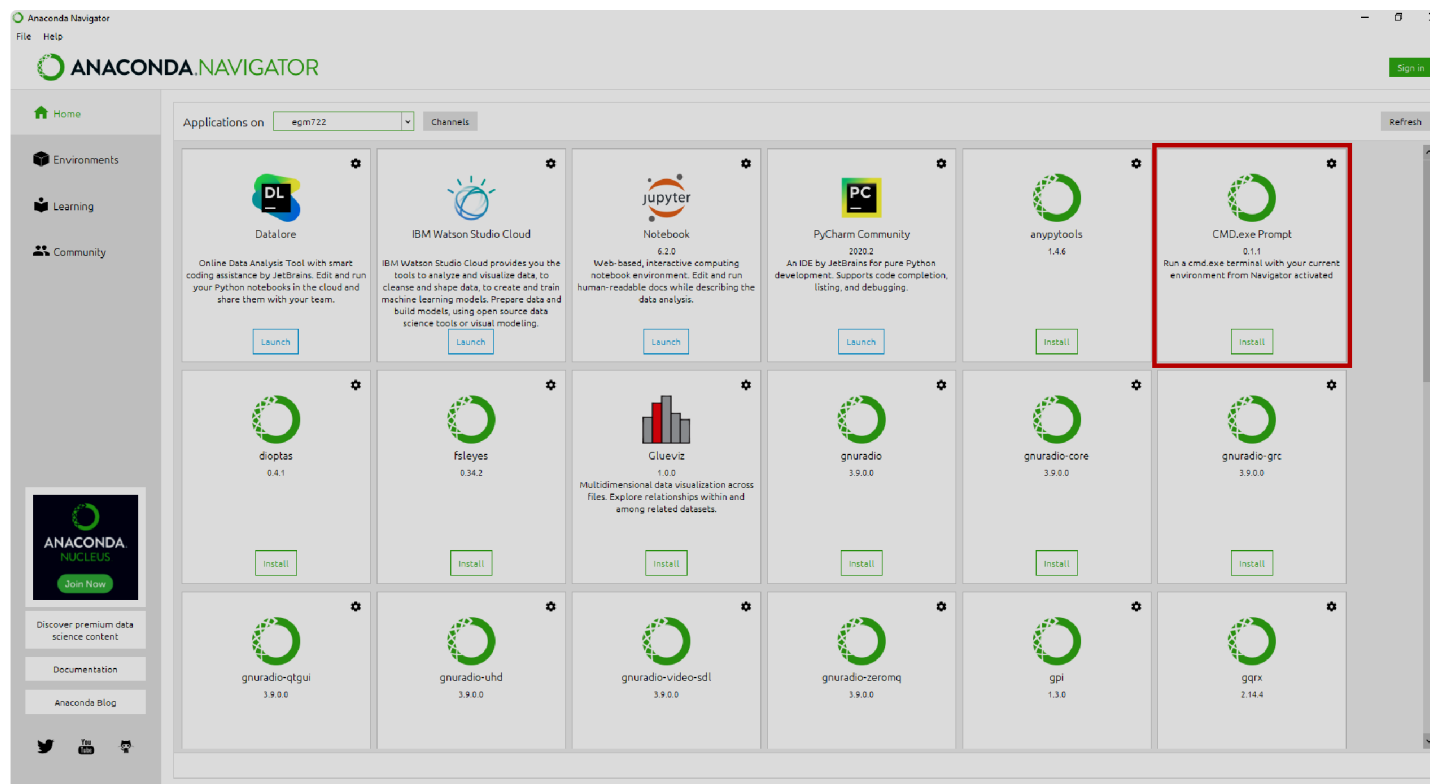 Anaconda Navigator
File Help
ANACONDA.NAVIGATOR
Sign in
Home
Environments
Learning
Community
Applications on egm722 Channels
Refresh
DL
Datalore
Online Data Analysis Tool with smart
coding assistance by JetBrains. Edit and run
your Python notebooks in the cloud and
share them with your team.
Launch
IBM Watson Studio Cloud
IBM Watson Studio Cloud provides you the
tools to analyze and visualize data, to
cleanse and shape data, to create and train
machine learning models. Prepare data and
build models, using open source data
science tools or visual modeling.
Launch
jupyter
Notebook
6.2.0
Web-based, interactive computing
notebook environment. Edit and run
human-readable docs while describing the
data analysis.
Launch
PC
PyCharm Community
2020.2
An IDE by JetBrains for pure Python
development. Supports code completion,
listing, and debugging.
Launch
anypytools
1.4.6
Install
CMD.exe Prompt
0.1.1
Run a cmd.exe terminal with your current
environment from Navigator activated
Install
dioptas
0.4.1
Install
fsleyes
0.34.2
Install
Glueviz
1.0.0
Multidimensional data visualization across
files. Explore relationships within and
among related datasets.
Install
gnuradio
3.9.0.0
Install
gnuradio-core
3.9.0.0
Install
gnuradio-grc
3.9.0.0
Install
gnuradio-qtgui
3.9.0.0
gnuradio-uhd
3.9.0.0
gnuradio-video-sdl
3.9.0.0
gnuradio-zeromq
3.9.0.0
gpi
1.3.0
gqrx
2.14.4
ANACONDA.
NUCLEUS
Join Now
Discover premium data
science content
Documentation
Anaconda Blog
You
Tube